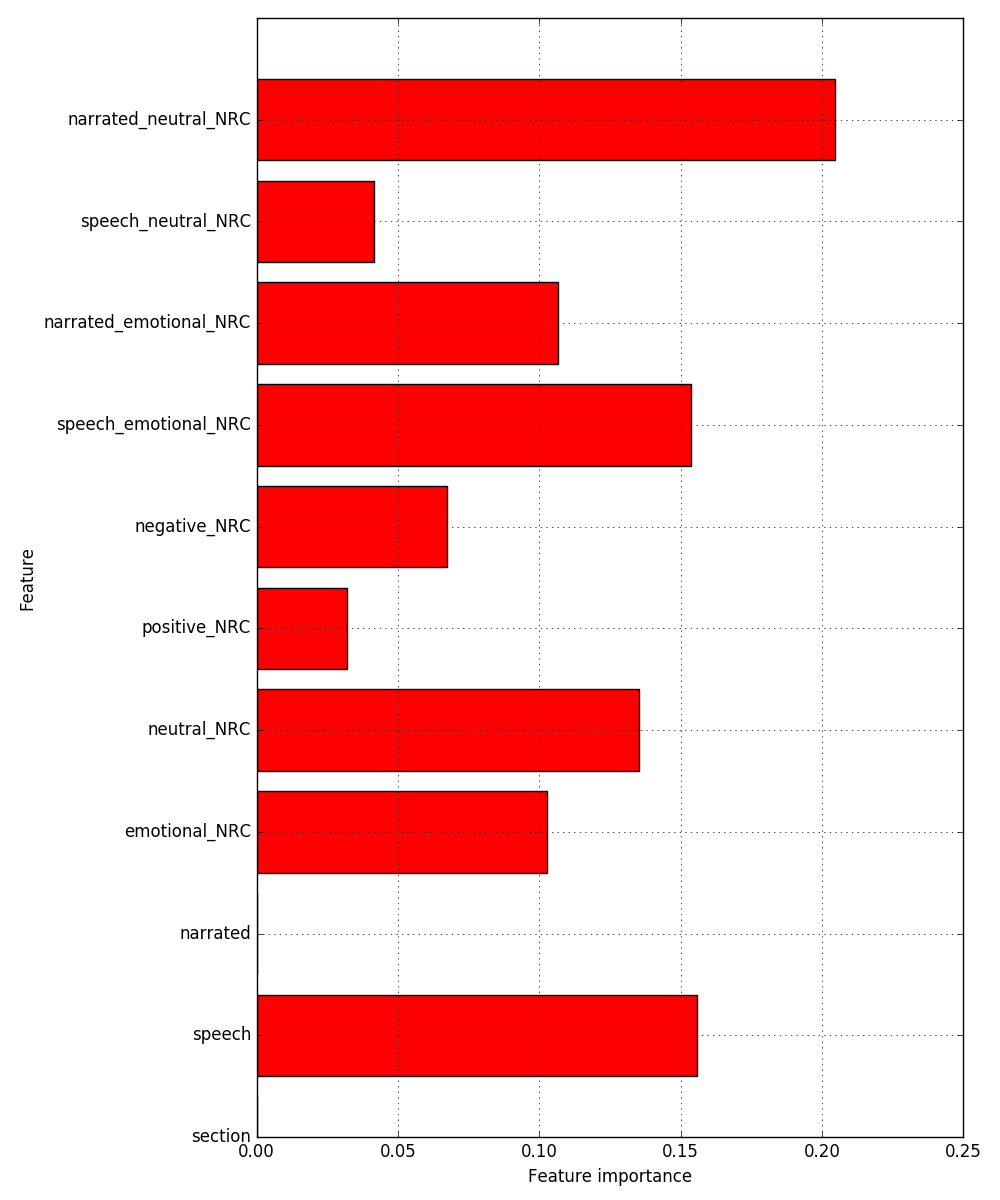 narrated_neutral_NRC
speech_neutral_NRC
narrated_emotional_NRC
speech_emotional_NRC
negative_NRC
positive_NRC
neutral_NRC
emotional_NRC
narrated
speech
section
Feature
0.00 0.05 0.10 0.15 0.20 0.25
Feature importance